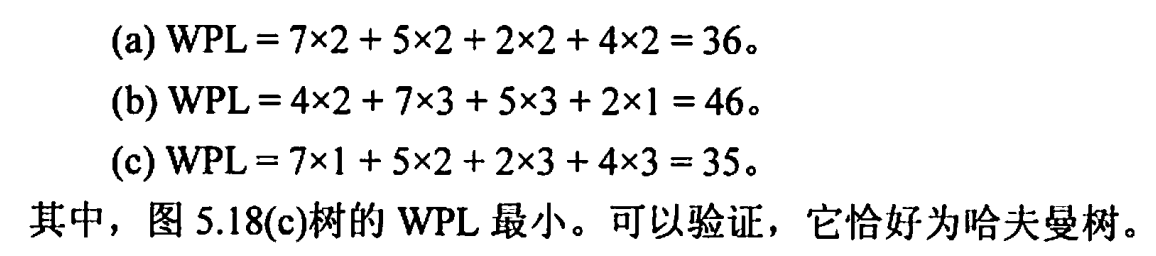 (a) WPL = 7×2 + 5×2 + 2×2 + 4×2 = 36。
(b) WPL = 4×2 + 7×3 + 5×3 + 2×1 = 46。
(c) WPL = 7×1 + 5×2 + 2×3 + 4×3 = 35。
其中，图 5.18(c)树的 WPL 最小。可以验证，它恰好为哈夫曼树。